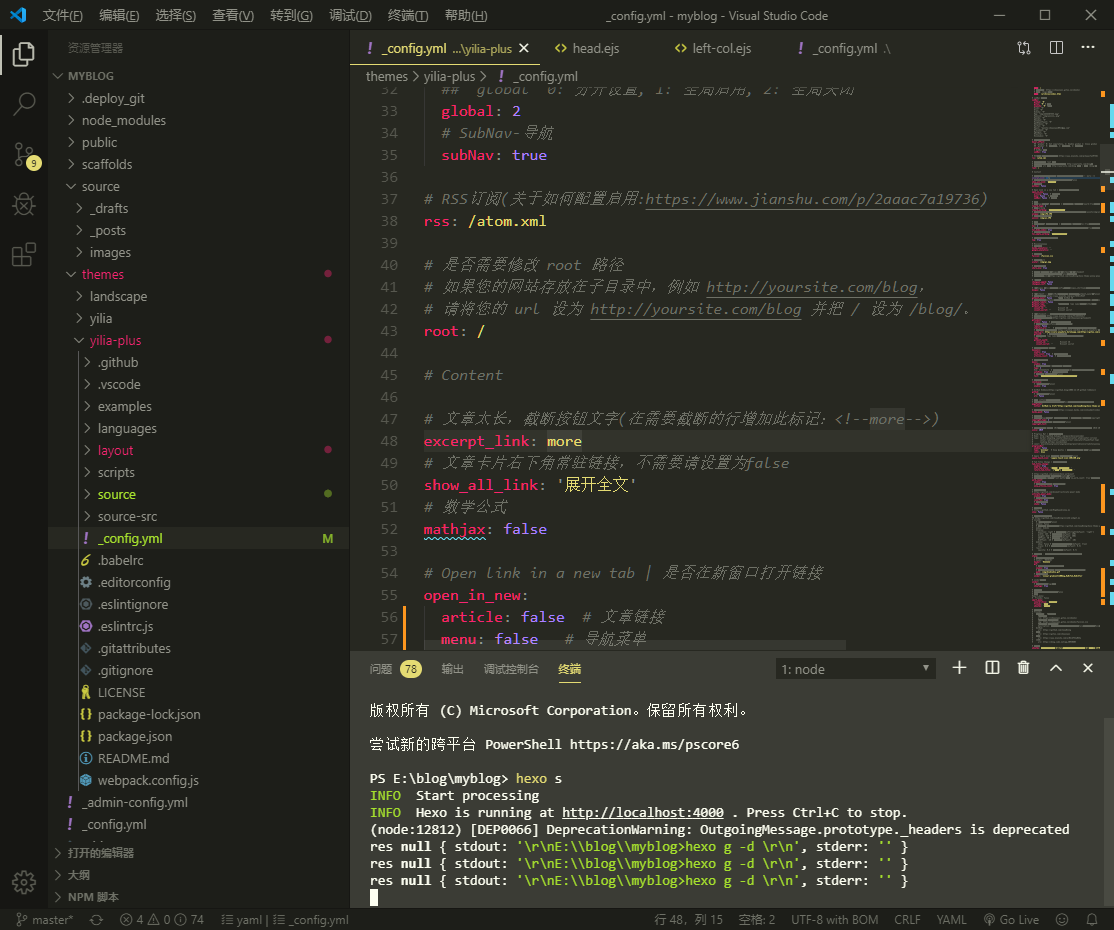 文件(F) 编辑(E) 选择(S) 查看(V) 转到(G) 调试(D) 终端(T) 帮助(H) _config.yml - myblog - Visual Studio Code
资源管理器
MYBLOG
.deploy_git
node_modules
public
scaffolds
source
_drafts
_posts
images
themes
landscape
yilia
yilia-plus
.github
.vscode
examples
languages
layout
scripts
source
source-src
_config.yml M
.babelrc
.editorconfig
.eslintignore
.eslintrc.js
.gitattributes
.gitignore
LICENSE
package-lock.json
package.json
README.md
webpack.config.js
_admin-config.yml
_config.yml
打开的编辑器
大纲
NPM 脚本
9
_config.yml ...\yilia-plus head.ejs left-col.ejs _config.yml .\
themes > yilia-plus > _config.yml
32 ## global 0: 分开设置, 1: 全局启用, 2: 全局关闭
33 global: 2
34 # SubNav-导航
35 subNav: true
36
37 # RSS订阅(关于如何配置启用:https://www.jianshu.com/p/2aaac7a19736)
38 rss: /atom.xml
39
40 # 是否需要修改 root 路径
41 # 如果您的网站存放在子目录中，例如 http://yoursite.com/blog，
42 # 请将您的 url 设为 http://yoursite.com/blog 并把 / 设为 /blog/。
43 root: /
44
45 # Content
46
47 # 文章太长，截断按钮文字(在需要截断的行增加此标记：<!--more-->)
48 excerpt_link: more
49 # 文章卡片右下角常驻链接，不需要请设置为false
50 show_all_link: '展开全文'
51 # 数学公式
52 mathjax: false
53
54 # Open link in a new tab | 是否在新窗口打开链接
55 open_in_new:
56 article: false # 文章链接
57 menu: false # 导航菜单
问题 78 输出 调试控制台 终端 1: node
版权所有 (C) Microsoft Corporation。保留所有权利。
尝试新的跨平台 PowerShell https://aka.ms/pscore6
PS E:\blog\myblog> hexo s
INFO Start processing
INFO Hexo is running at http://localhost:4000 . Press Ctrl+C to stop.
(node:12812) [DEP0066] DeprecationWarning: OutgoingMessage.prototype._headers is deprecated
res null { stdout: '\r\nE:\\blog\\myblog>hexo g -d \r\n', stderr: '' }
res null { stdout: '\r\nE:\\blog\\myblog>hexo g -d \r\n', stderr: '' }
res null { stdout: '\r\nE:\\blog\\myblog>hexo g -d \r\n', stderr: '' }
master* 4 0 74 yaml | _config.yml 行 48，列 15 空格: 2 UTF-8 with BOM CRLF YAML Go Live